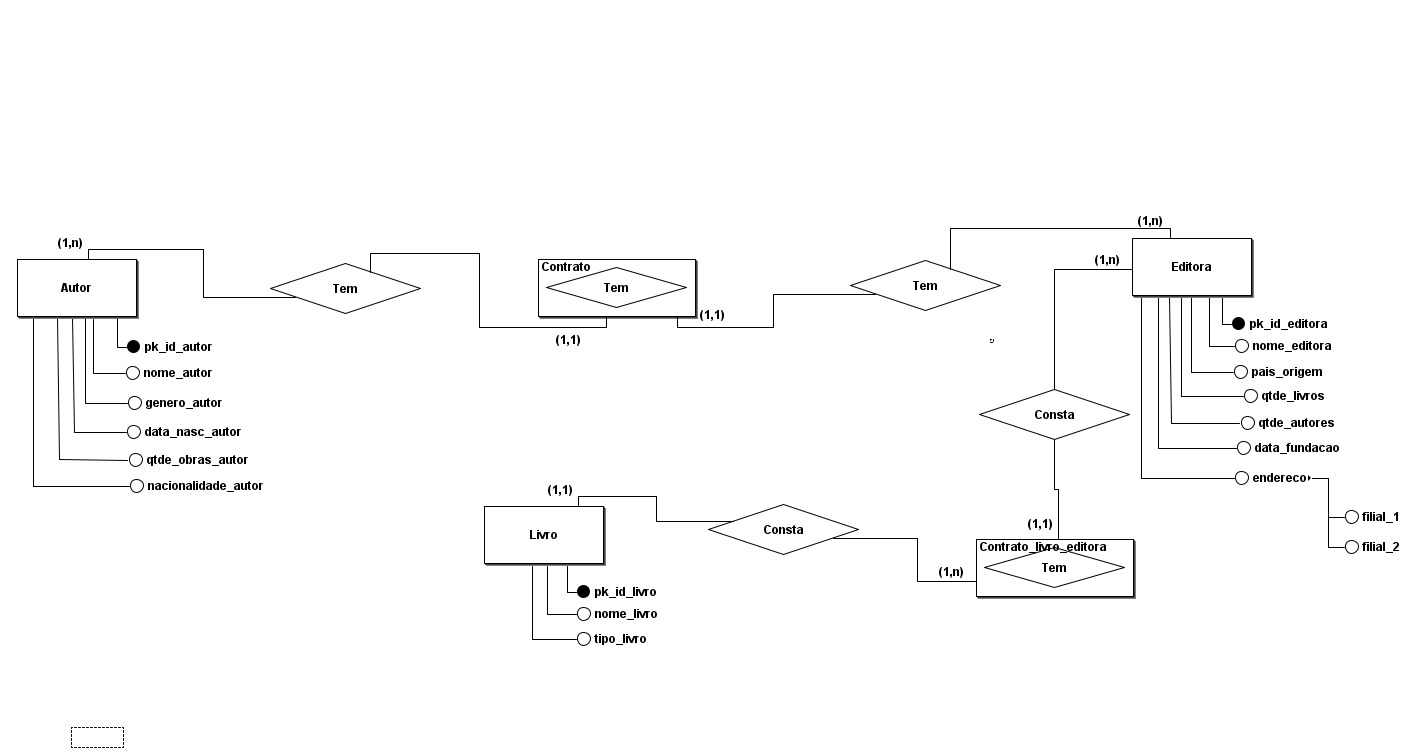 (1,n)
Autor
pk_id_autor
nome_autor
genero_autor
data_nasc_autor
qtde_obras_autor
nacionalidade_autor
Tem
(1,1)
Contrato
Tem
(1,1)
Tem
(1,n)
(1,n)
Editora
pk_id_editora
nome_editora
pais_origem
qtde_livros
qtde_autores
data_fundacao
endereco
filial_1
filial_2
Consta
(1,1)
Contrato_livro_editora
Tem
(1,n)
Consta
(1,1)
Livro
pk_id_livro
nome_livro
tipo_livro